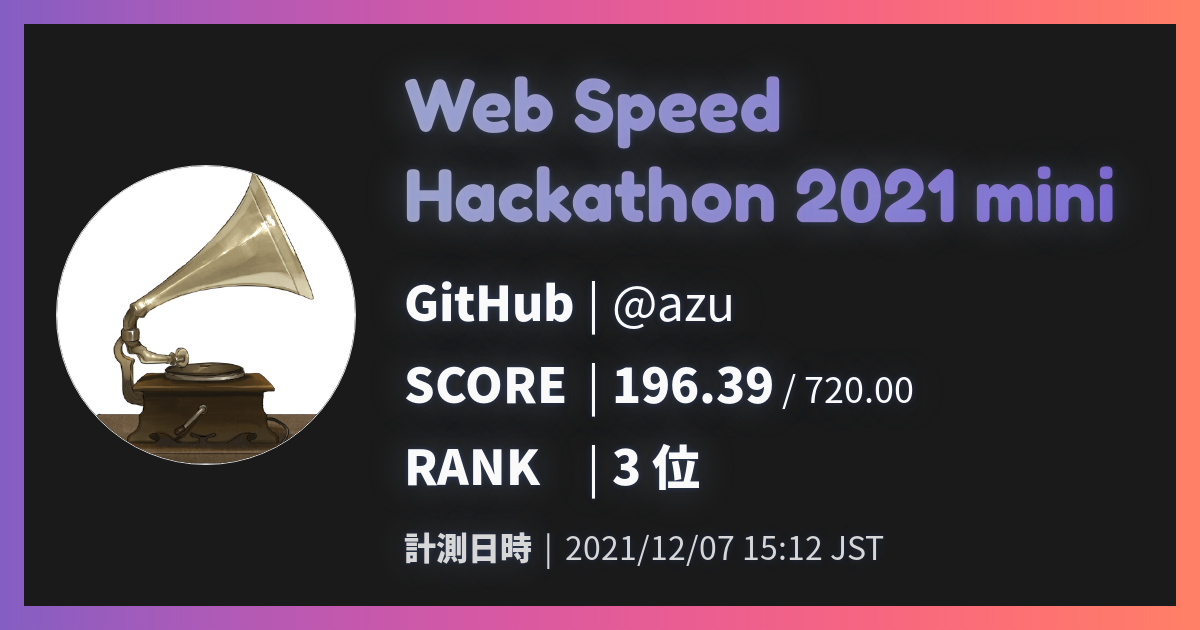 Web Speed
Hackathon 2021 mini
GitHub | @azu
SCORE | 196.39 / 720.00
RANK | 3 位
計測日時 | 2021/12/07 15:12 JST